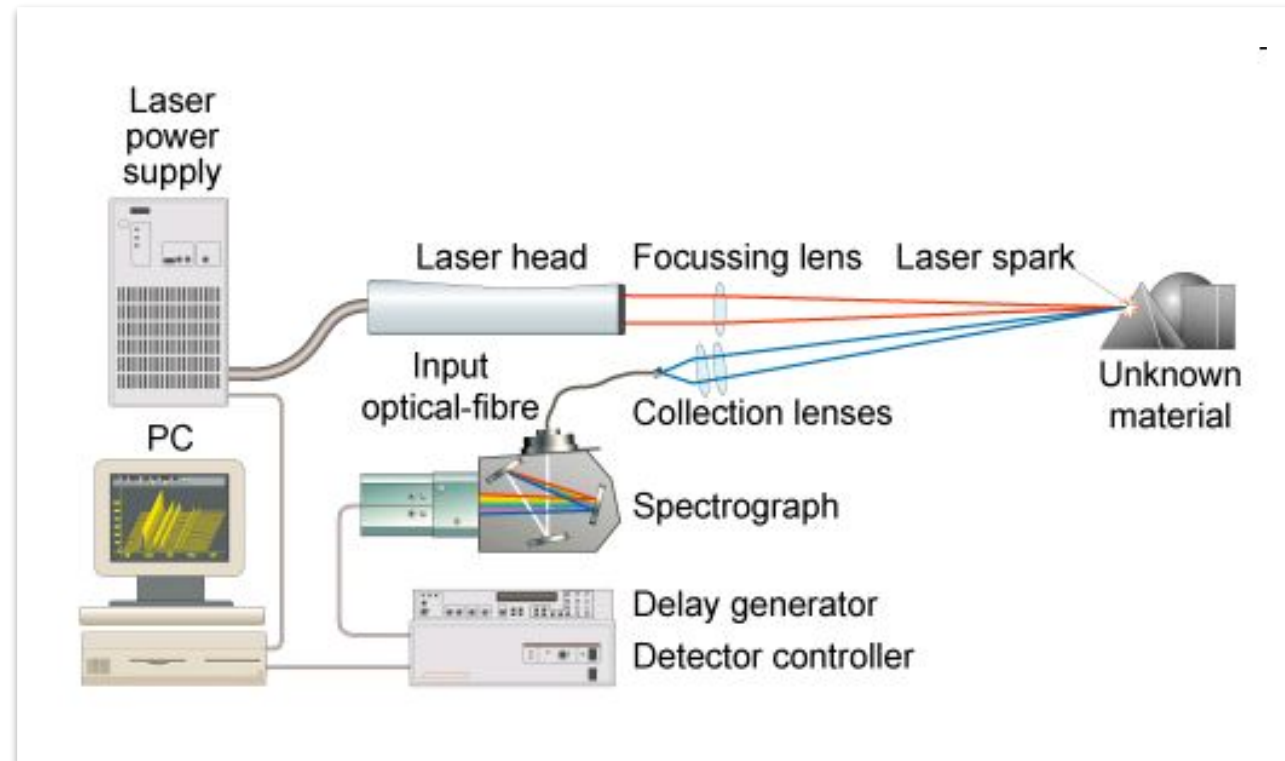 Laser
power
supply
Laser head
Focussing lens
Laser spark
Input
optical-fibre
Collection lenses
Unknown
material
PC
Spectrograph
Delay generator
Detector controller